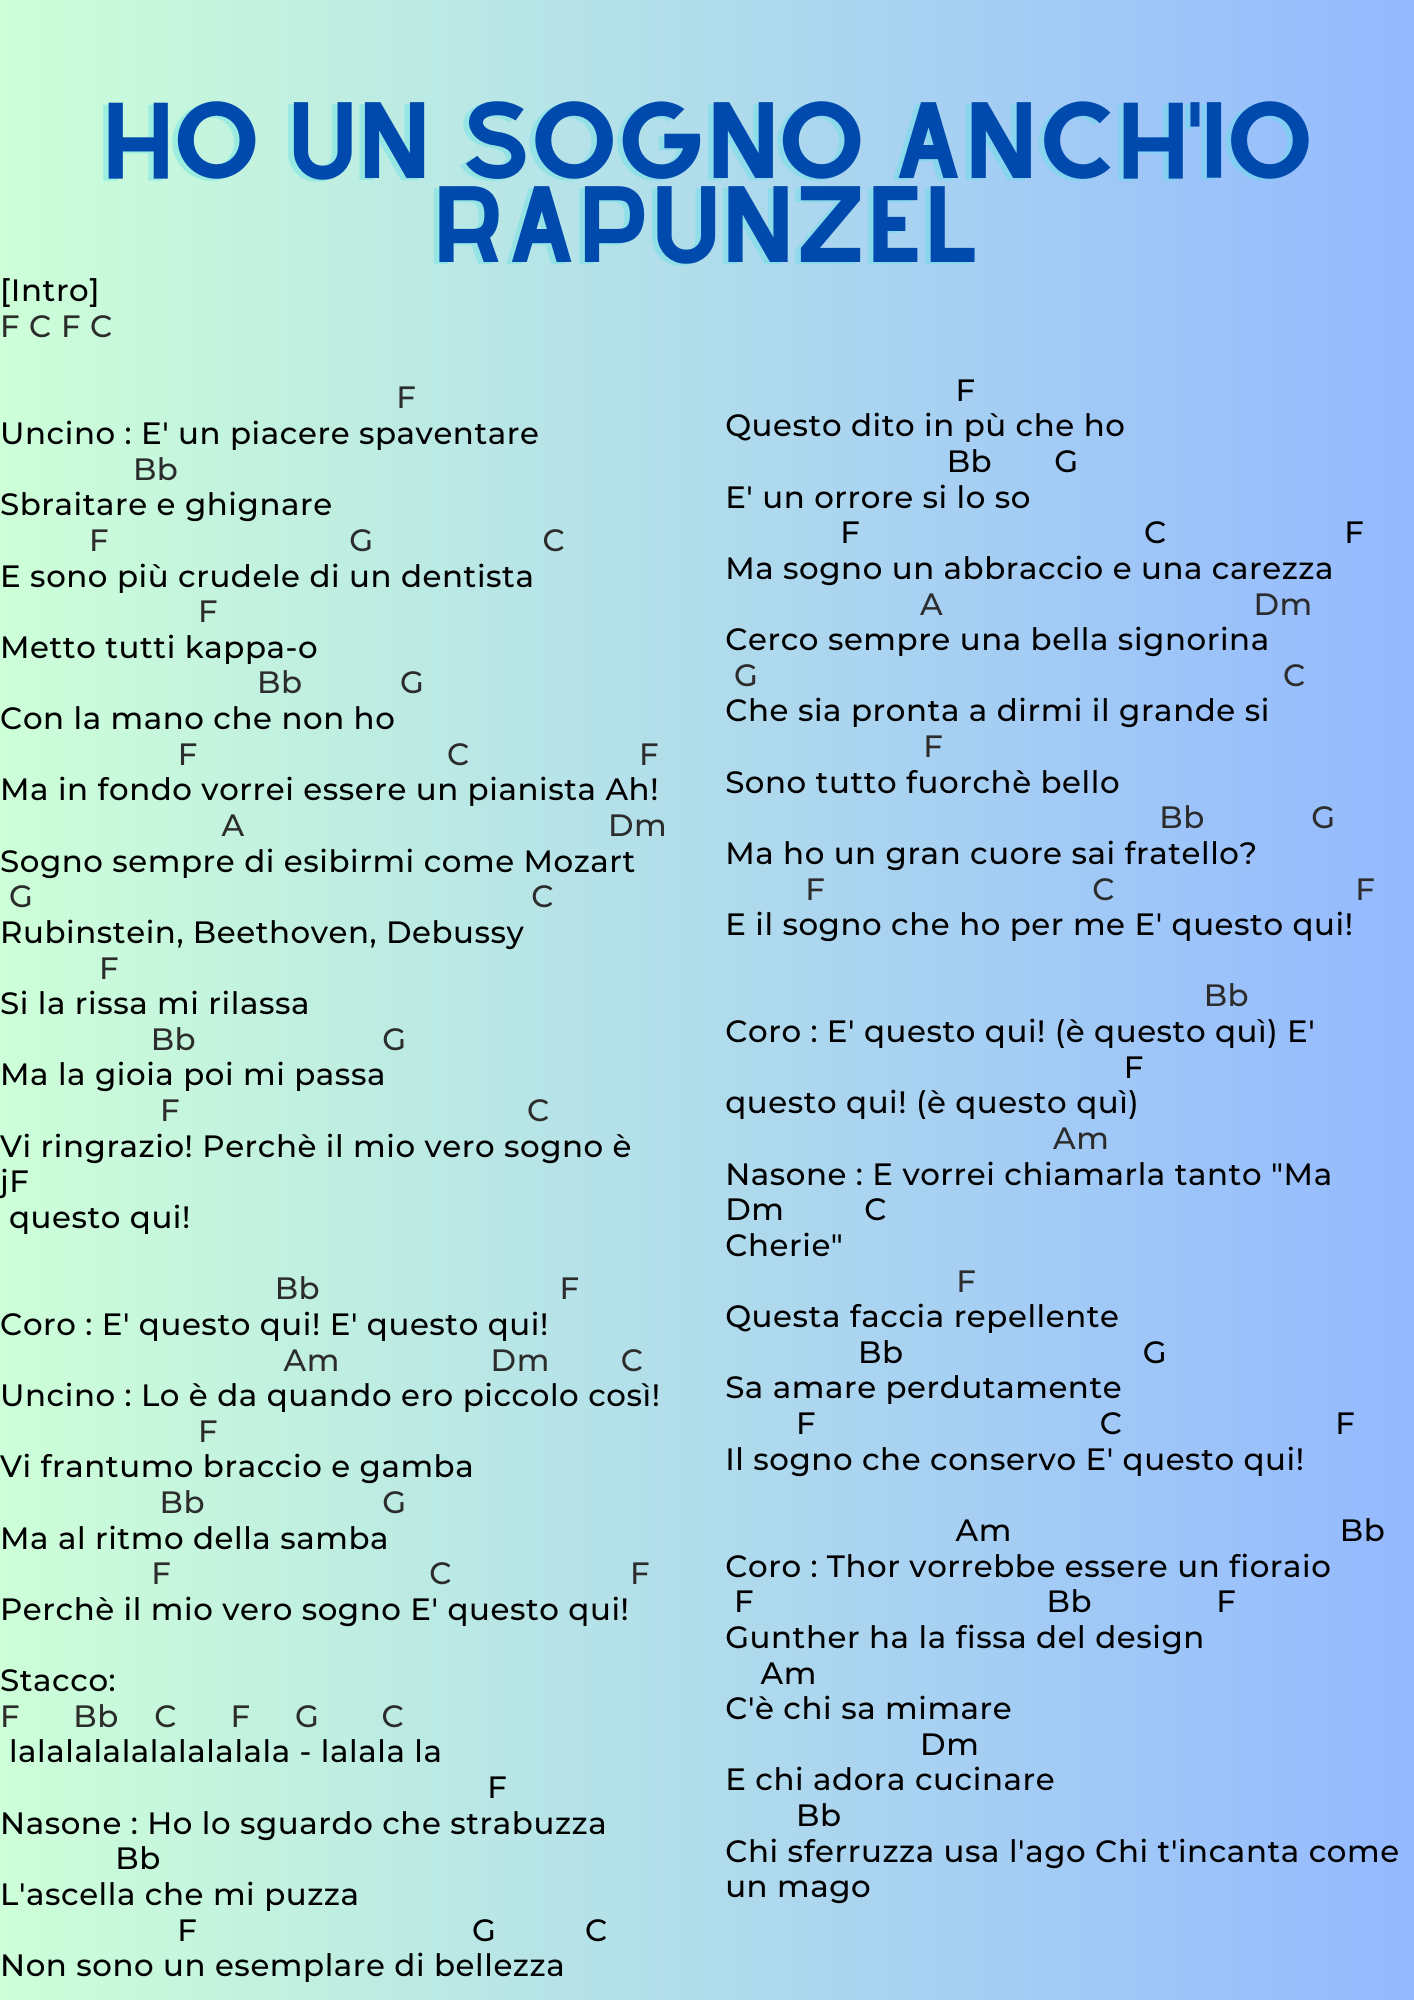 HO UN SOGNO ANCH'IO
RAPUNZEL
[Intro]
F C F C
F
Uncino : E' un piacere spaventare
Bb
Sbraitare e ghignare
F G C
E sono più crudele di un dentista
F
Metto tutti kappa-o
Bb G
Con la mano che non ho
F C F
Ma in fondo vorrei essere un pianista Ah!
A Dm
Sogno sempre di esibirmi come Mozart
G C
Rubinstein, Beethoven, Debussy
F
Si la rissa mi rilassa
Bb G
Ma la gioia poi mi passa
F C
Vi ringrazio! Perchè il mio vero sogno è
jF
questo qui!
Bb F
Coro : E' questo qui! E' questo qui!
Am Dm C
Uncino : Lo è da quando ero piccolo così!
F
Vi frantumo braccio e gamba
Bb G
Ma al ritmo della samba
F C F
Perchè il mio vero sogno E' questo qui!
Stacco:
F Bb C F G C
lalalalalalalalalala - lalala la
F
Nasone : Ho lo sguardo che strabuzza
Bb
L'ascella che mi puzza
F G C
Non sono un esemplare di bellezza
F
Questo dito in pù che ho
Bb G
E' un orrore si lo so
F C F
Ma sogno un abbraccio e una carezza
A Dm
Cerco sempre una bella signorina
G C
Che sia pronta a dirmi il grande si
F
Sono tutto fuorchè bello
Bb G
Ma ho un gran cuore sai fratello?
F C F
E il sogno che ho per me E' questo qui!
Bb
Coro : E' questo qui! (è questo quì) E'
F
questo qui! (è questo quì)
Am
Nasone : E vorrei chiamarla tanto "Ma
Dm C
Cherie"
F
Questa faccia repellente
Bb G
Sa amare perdutamente
F C F
Il sogno che conservo E' questo qui!
Am Bb
Coro : Thor vorrebbe essere un fioraio
F Bb F
Gunther ha la fissa del design
Am
C'è chi sa mimare
Dm
E chi adora cucinare
Bb
Chi sferruzza usa l'ago Chi t'incanta come
un mago